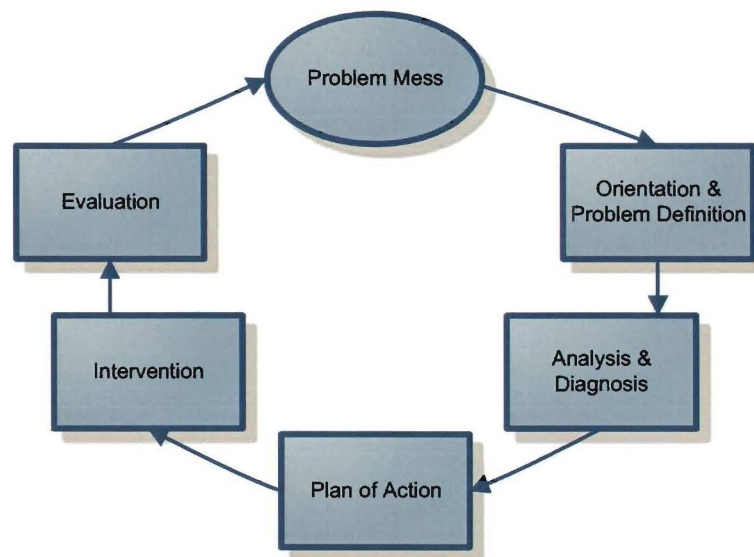 Problem Mess
Orientation &
Problem Definition
Analysis &
Diagnosis
Plan of Action
Intervention
Evaluation